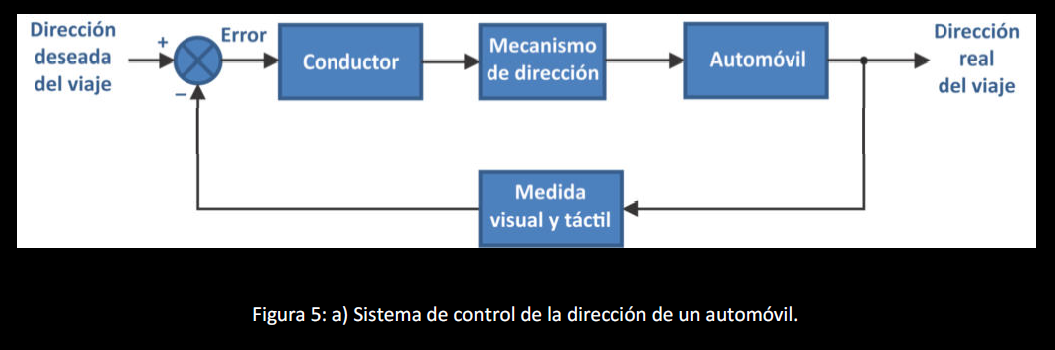 Dirección
deseada
del viaje
+
−
Error
Conductor
Mecanismo
de dirección
Automóvil
Dirección
real
del viaje
Medida
visual y táctil
Figura 5: a) Sistema de control de la dirección de un automóvil.